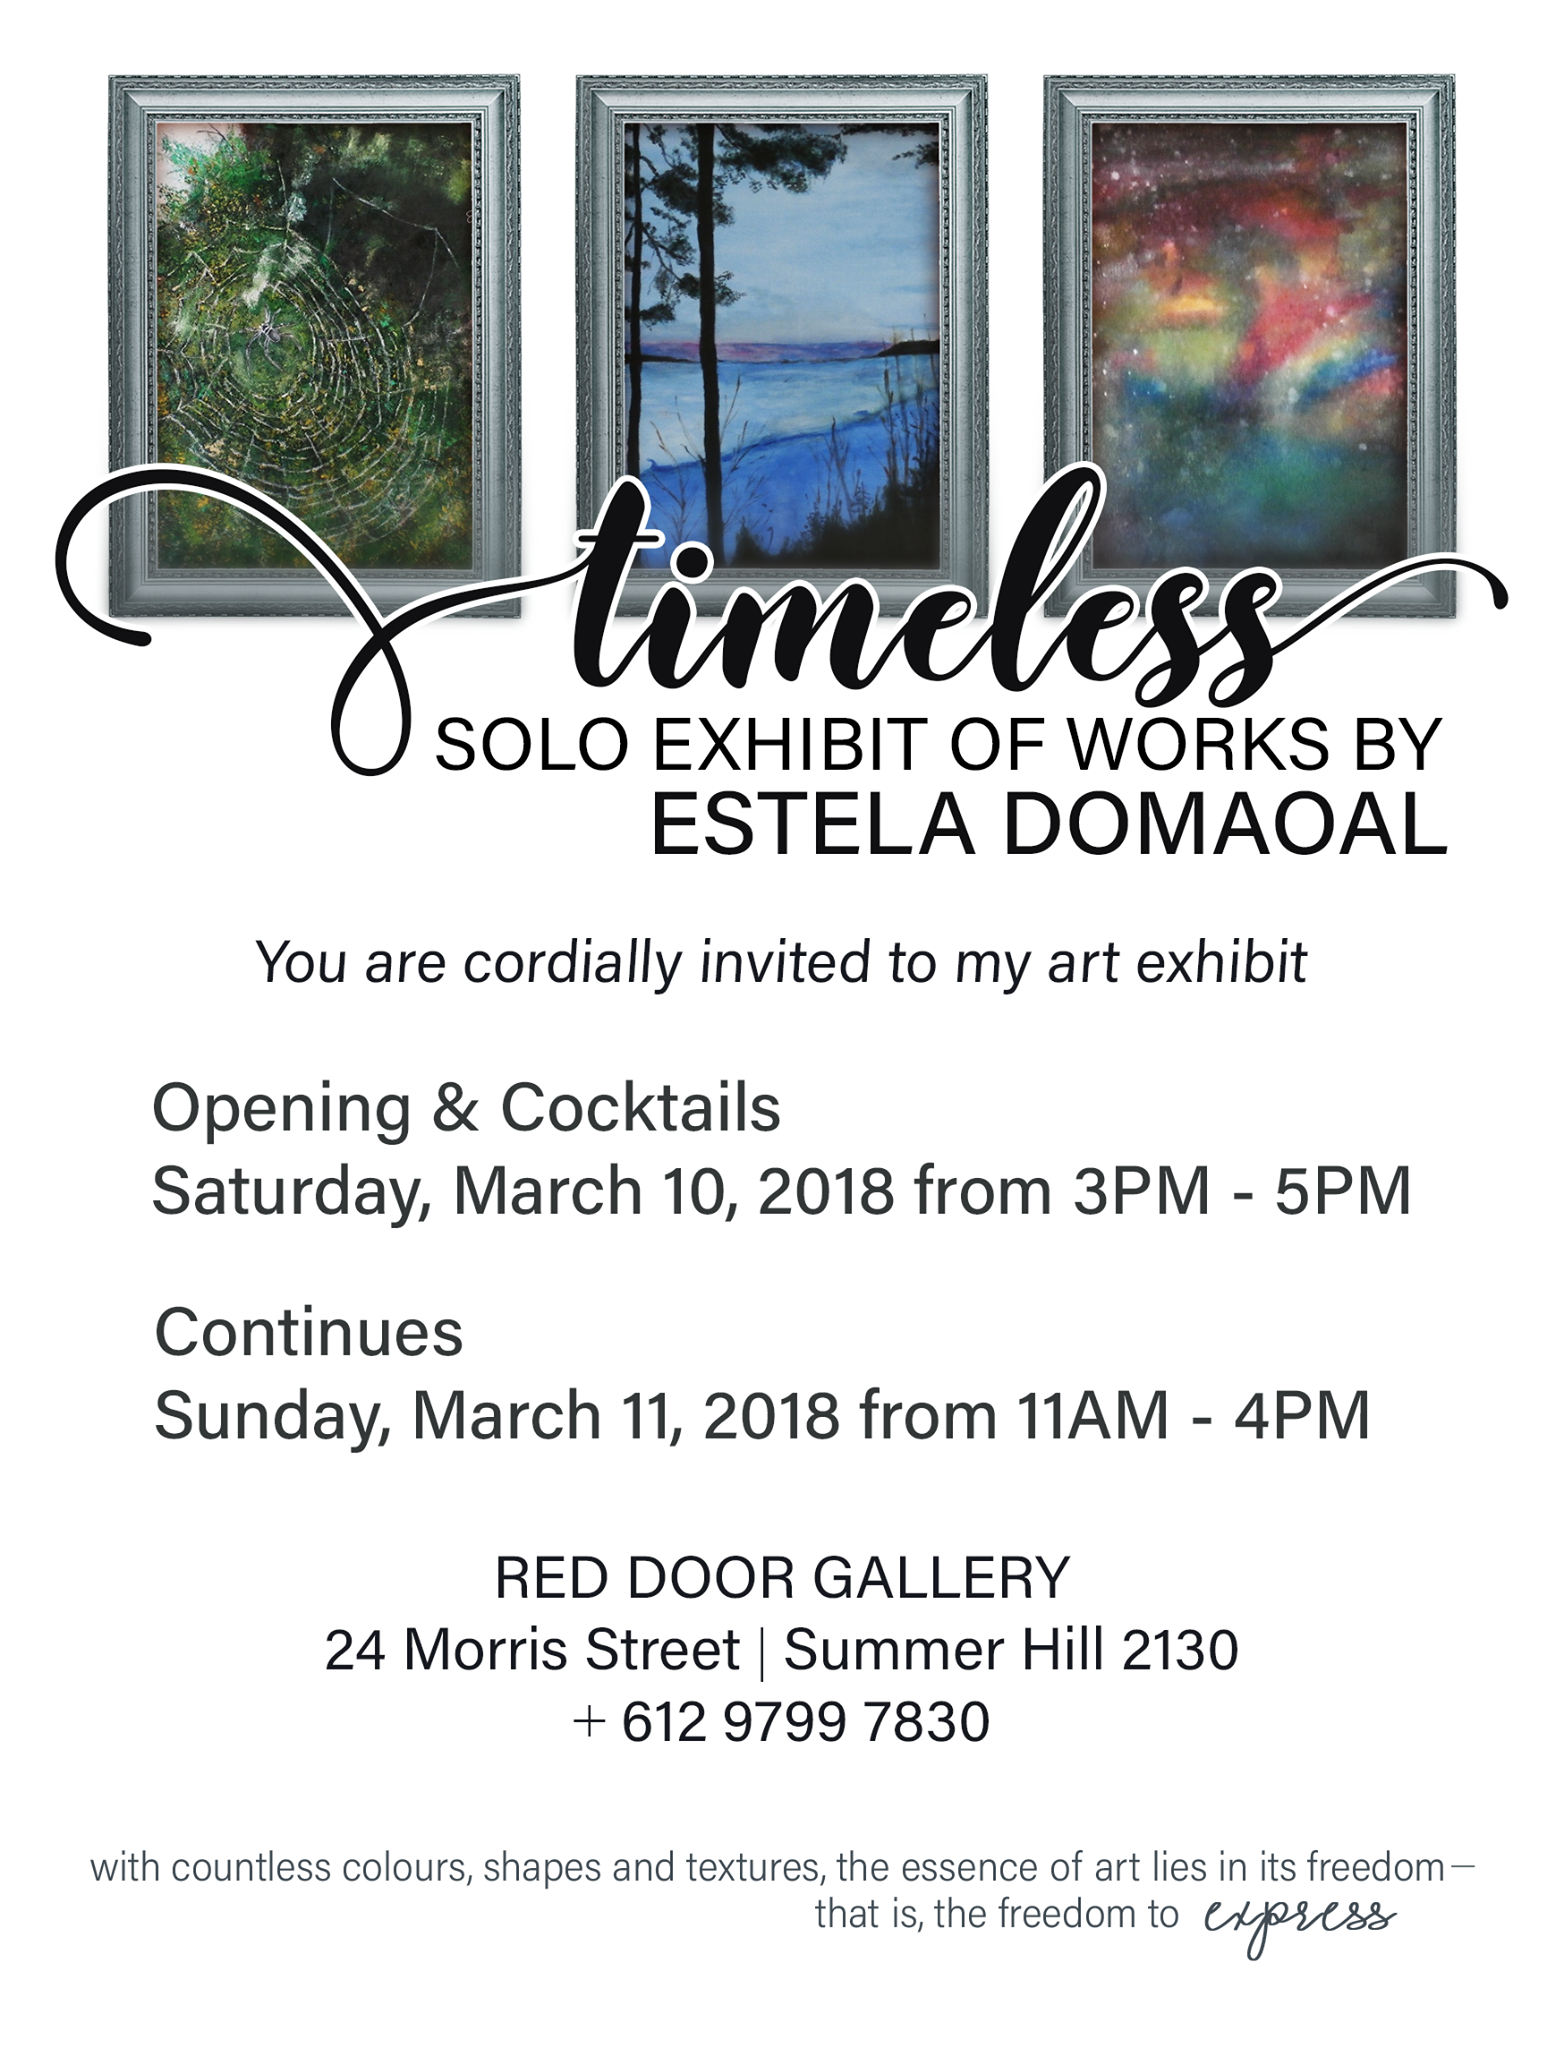 timeless
SOLO EXHIBIT OF WORKS BY
ESTELA DOMAOAL
You are cordially invited to my art exhibit
Opening & Cocktails
Saturday, March 10, 2018 from 3PM - 5PM
Continues
Sunday, March 11, 2018 from 11AM - 4PM
RED DOOR GALLERY
24 Morris Street | Summer Hill 2130
+ 612 9799 7830
with countless colours, shapes and textures, the essence of art lies in its freedom—
that is, the freedom to express